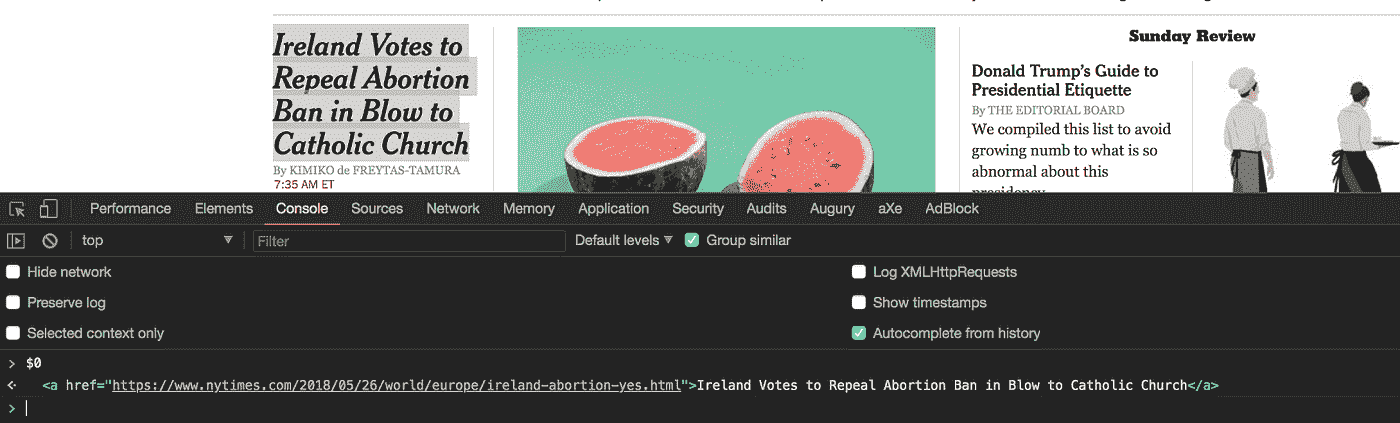 Ireland Votes to
Repeal Abortion
Ban in Blow to
Catholic Church
By KIMIKO de FREYTAS-TAMURA
7:35 AM ET
Sunday Review
Donald Trump’s Guide to
Presidential Etiquette
By THE EDITORIAL BOARD
We compiled this list to avoid
growing numb to what is so
abnormal about this
presidency.
Performance Elements Console Sources Network Memory Application Security Audits Augury aXe AdBlock
top Filter Default levels Group similar
Hide network Log XMLHttpRequests
Preserve log Show timestamps
Selected context only Autocomplete from history
> $0
<a href="https://www.nytimes.com/2018/05/26/world/europe/ireland-abortion-yes.html">Ireland Votes to Repeal Abortion Ban in Blow to Catholic Church</a>
>